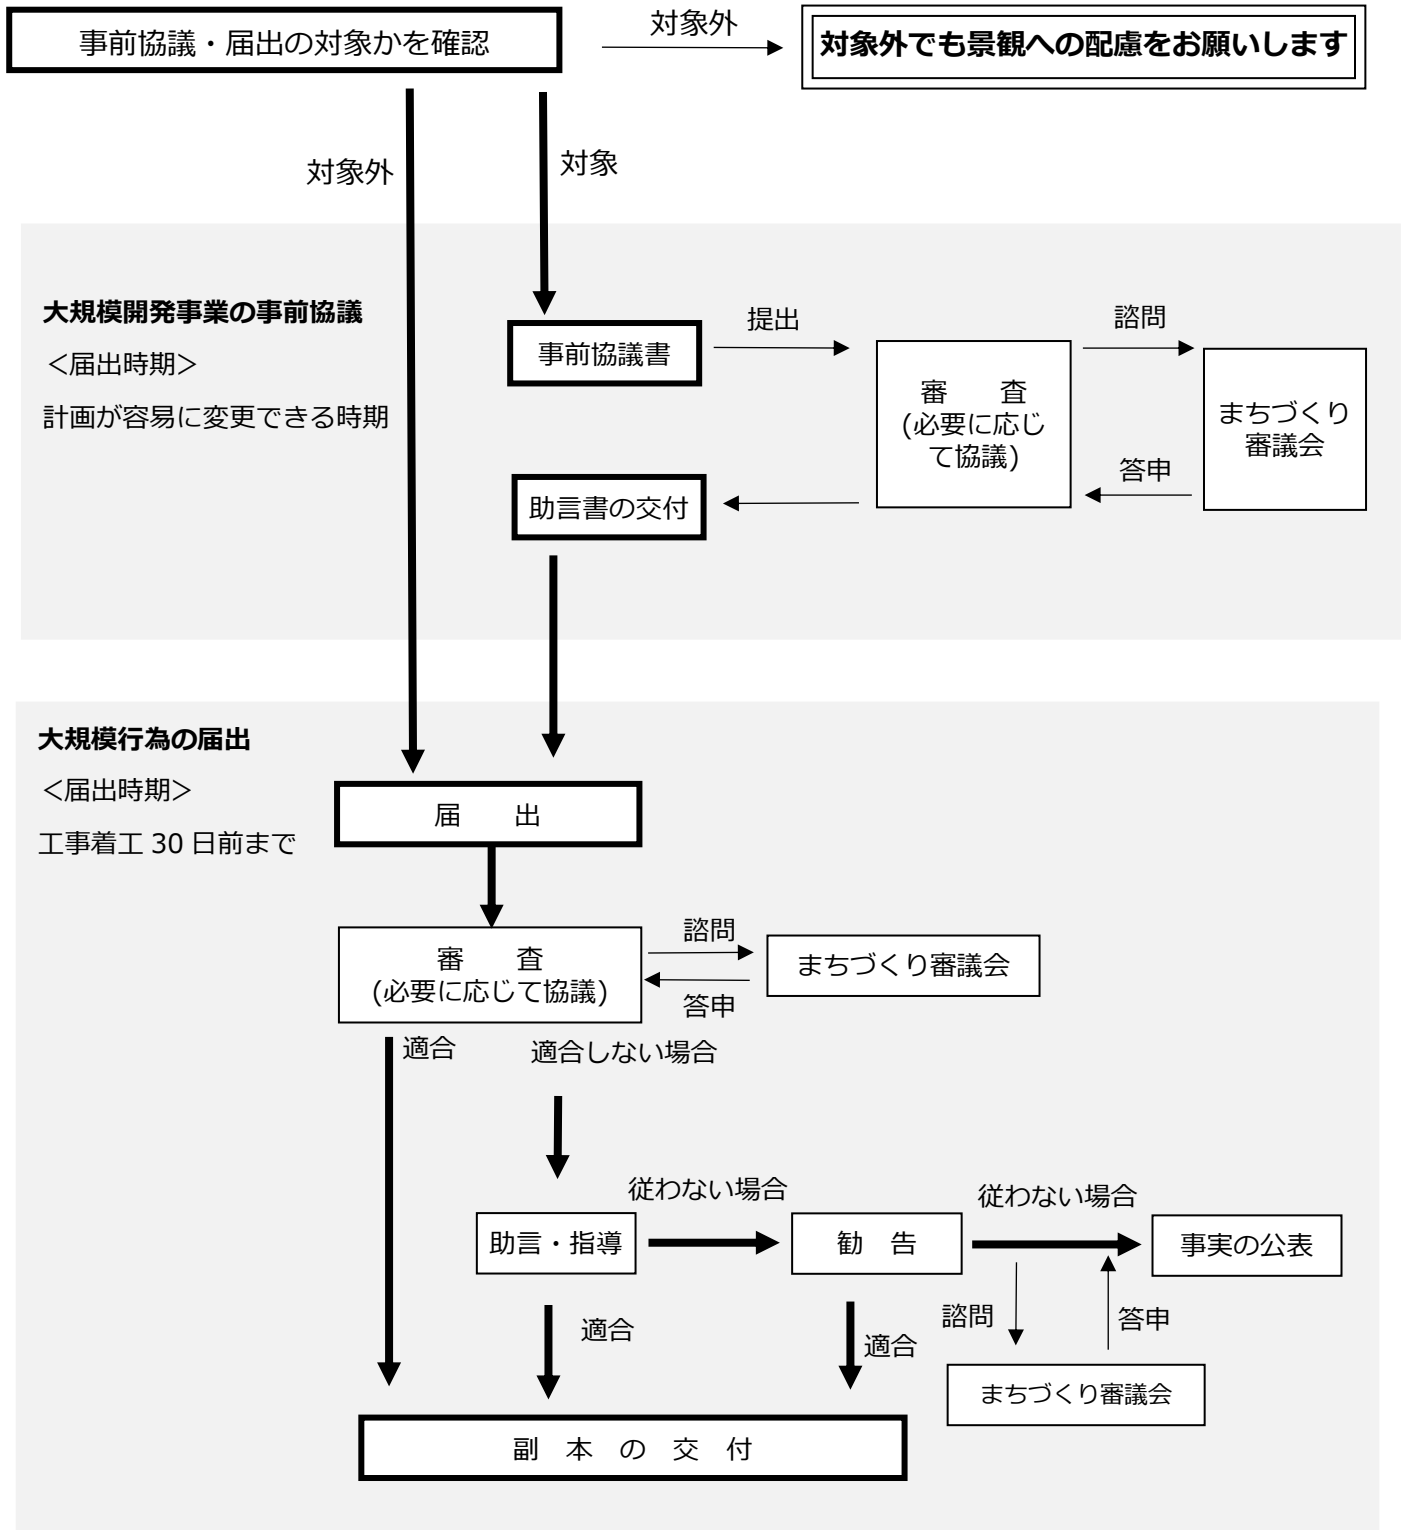 事前協議・届出の対象かを確認
対象外
対象外でも景観への配慮をお願いします
対象外
対象
大規模開発事業の事前協議
＜届出時期＞
計画が容易に変更できる時期
事前協議書
提出
審　　査
(必要に応じ
て協議)
諮問
まちづくり
審議会
答申
助言書の交付
大規模行為の届出
＜届出時期＞
工事着工 30 日前まで
届　　出
審　　査
(必要に応じて協議)
諮問
答申
まちづくり審議会
適合
適合しない場合
助言・指導
従わない場合
勧　告
従わない場合
事実の公表
適合
適合
諮問
答申
まちづくり審議会
副　本　の　交　付